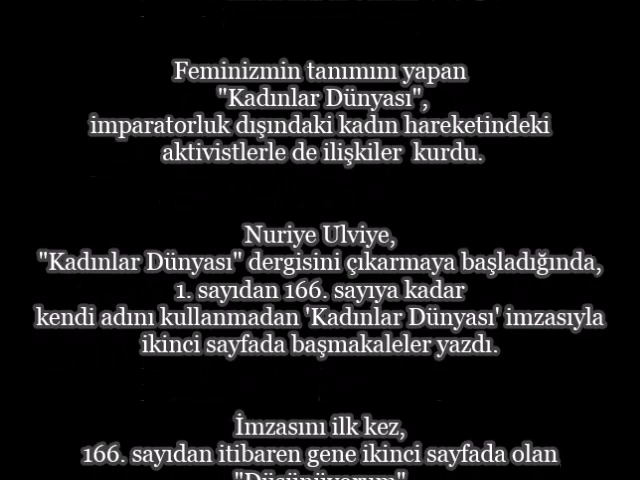 Feminizmin tanımını yapan
"Kadınlar Dünyası",
imparatorluk dışındaki kadın hareketindeki
aktivistlerle de ilişkiler kurdu.
Nuriye Ulviye,
"Kadınlar Dünyası" dergisini çıkarmaya başladığında,
1. sayıdan 166. sayıya kadar
kendi adını kullanmadan 'Kadınlar Dünyası' imzasıyla
ikinci sayfada başmakaleler yazdı.
İmzasını ilk kez,
166. sayıdan itibaren gene ikinci sayfada olan
"Düşünüyorum"